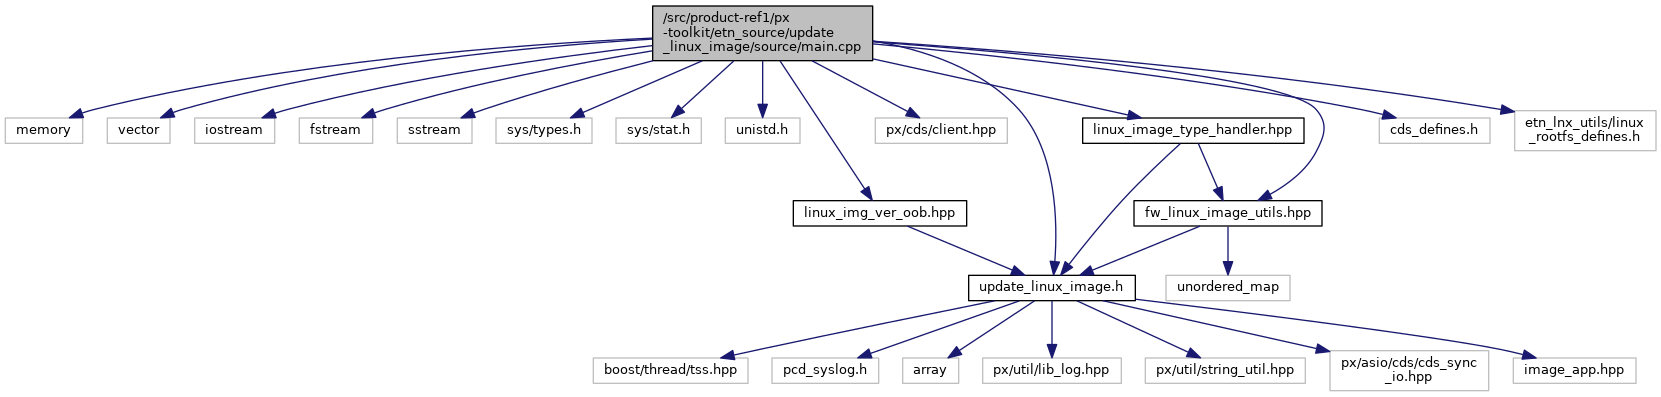 /src/product-ref1/px
-toolkit/etn_source/update
_linux_image/source/main.cpp
memory
vector
iostream
fstream
sstream
sys/types.h
sys/stat.h
unistd.h
px/cds/client.hpp
linux_image_type_handler.hpp
cds_defines.h
etn_lnx_utils/linux
_rootfs_defines.h
linux_img_ver_oob.hpp
fw_linux_image_utils.hpp
update_linux_image.h
unordered_map
boost/thread/tss.hpp
pcd_syslog.h
array
px/util/lib_log.hpp
px/util/string_util.hpp
px/asio/cds/cds_sync
_io.hpp
image_app.hpp